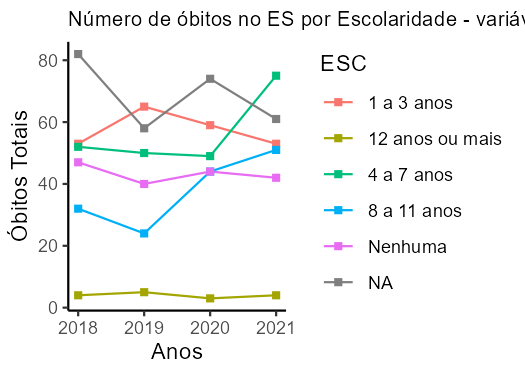 Número de óbitos no ES por Escolaridade - variáv
ESC
1 a 3 anos
12 anos ou mais
4 a 7 anos
8 a 11 anos
Nenhuma
NA
Óbitos Totais
80
60
40
20
0
2018 2019 2020 2021
Anos